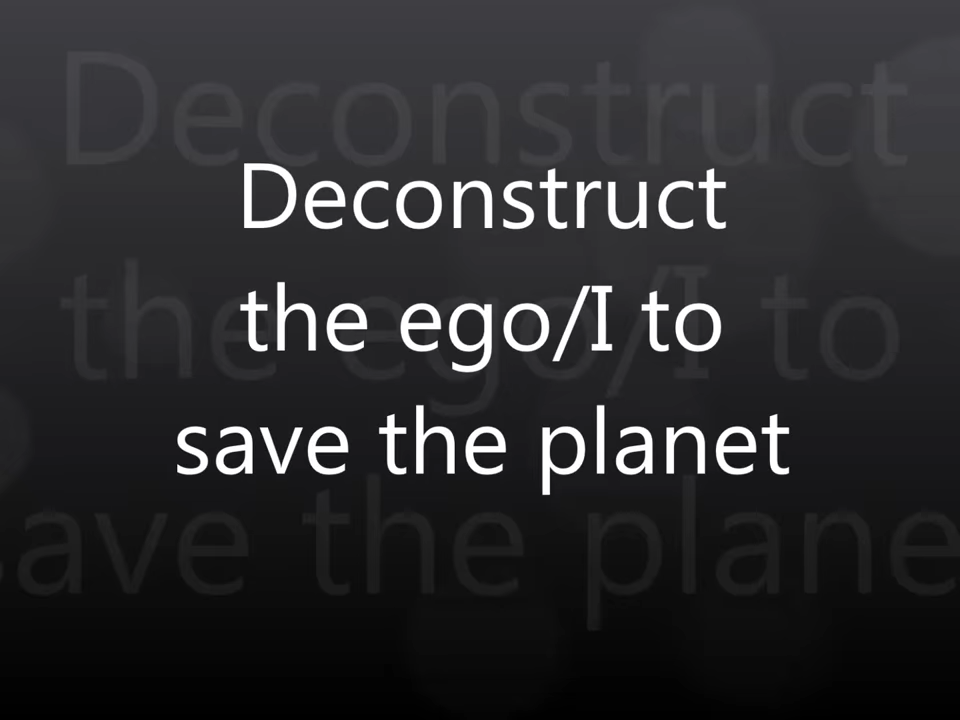 Deconstruct
the ego/I to
save the planet